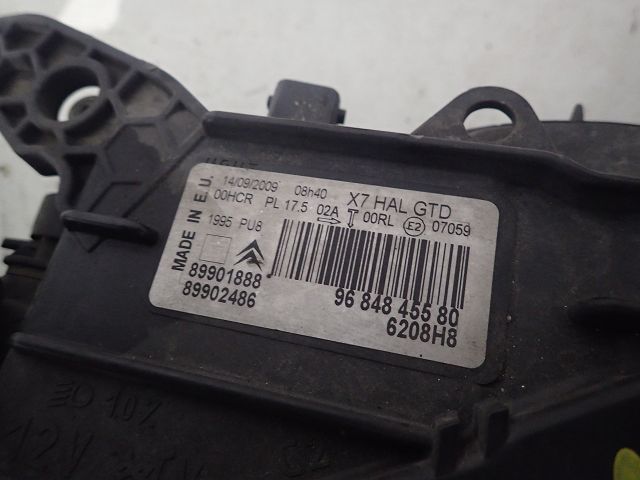 MADE IN E.U.
14/09/2009 08h40 X7 HAL GTD
00HCR PL 17.5 02A 00RL E2 07059
1995 PU8
89901888
89902486
96 848 455 80
6208H8
10%
12V